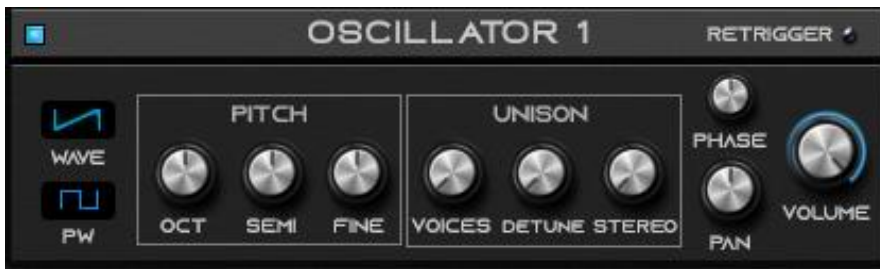 OSCILLATOR 1
RETRIGGER
PITCH
UNISON
WAVE
PW
OCT SEMI FINE
VOICES DETUNE STEREO
PHASE
PAN
VOLUME